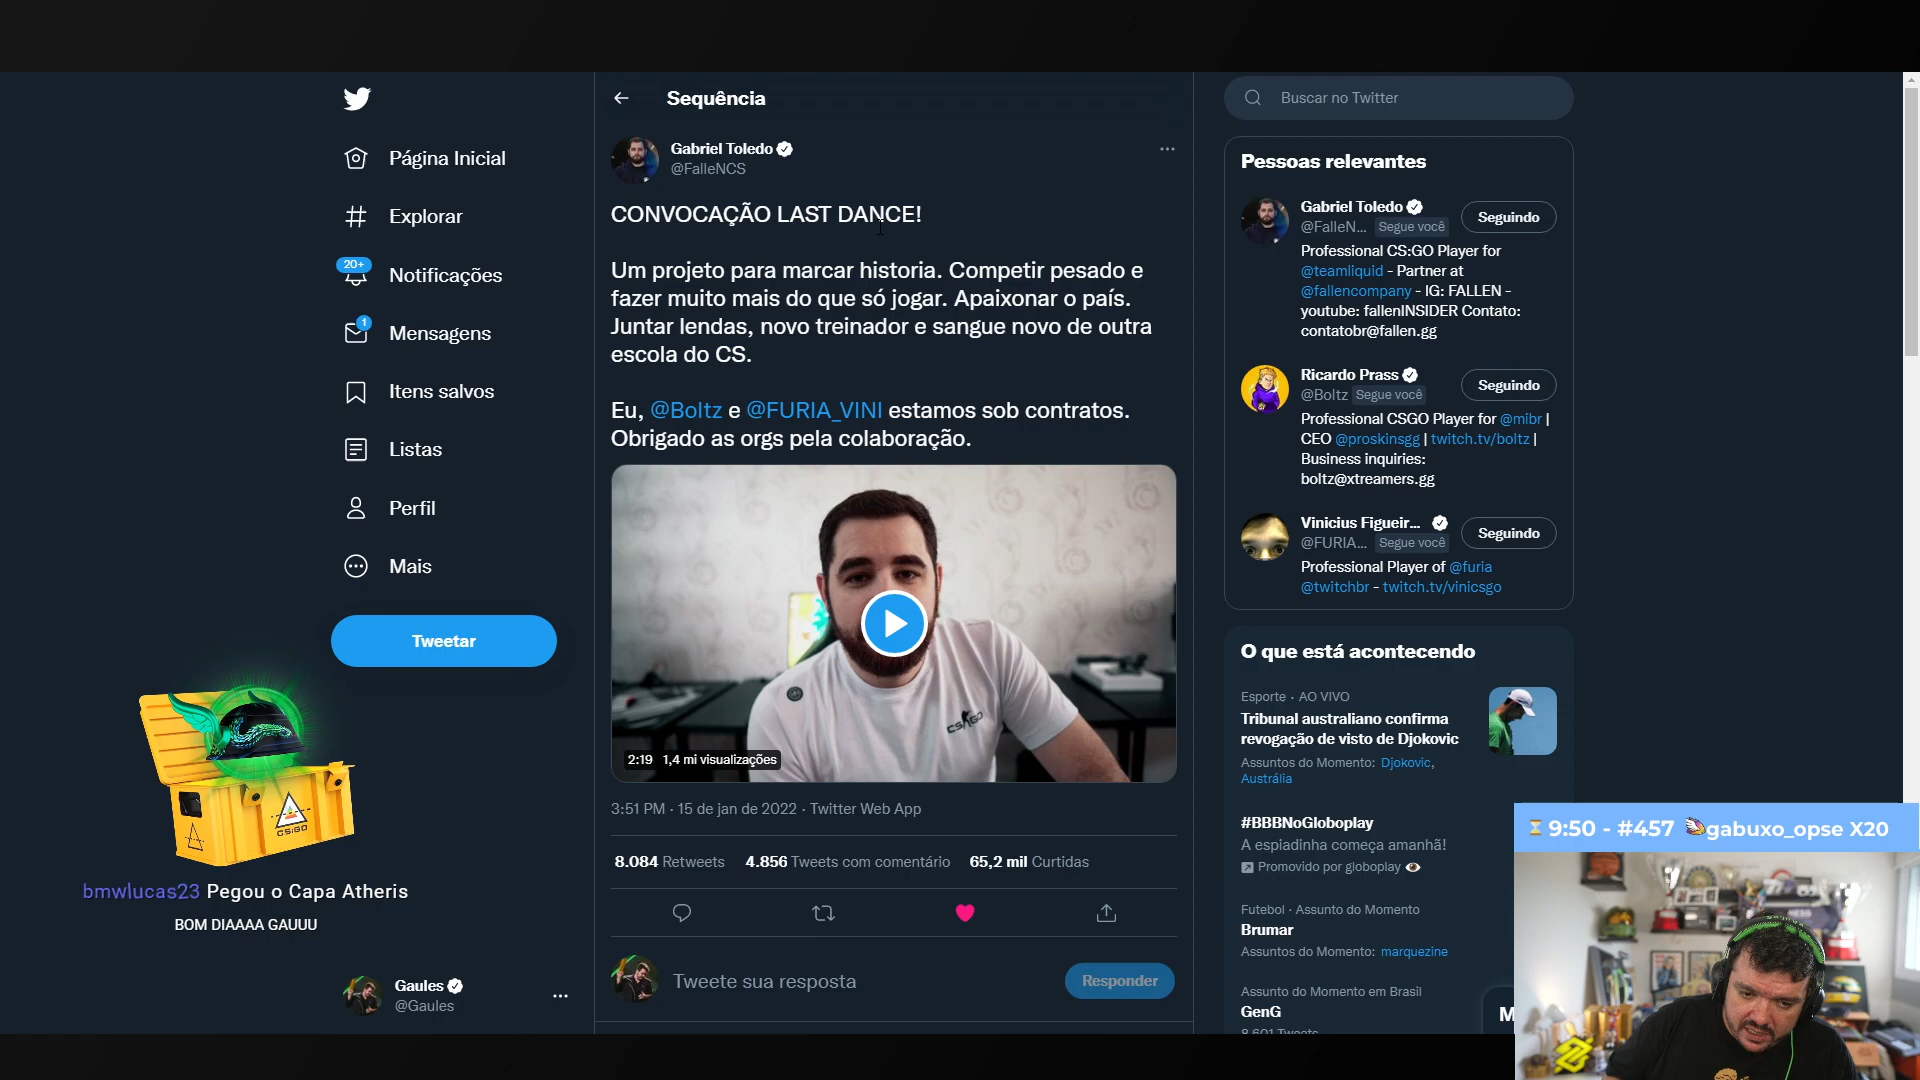 Página Inicial
Explorar
20+
Notificações
1
Mensagens
Itens salvos
Listas
Perfil
Mais
Tweetar
CS:GO
bmwlucas23 Pegou o Capa Atheris
BOM DIAAAA GAUUU
Gaules
@Gaules
Sequência
Gabriel Toledo
@FalleNCS
CONVOCAÇÃO LAST DANCE!
Um projeto para marcar historia. Competir pesado e
fazer muito mais do que só jogar. Apaixonar o país.
Juntar lendas, novo treinador e sangue novo de outra
escola do CS.
Eu, @Boltz e @FURIA_VINI estamos sob contratos.
Obrigado as orgs pela colaboração.
CS:GO
2:19 1,4 mi visualizações
3:51 PM · 15 de jan de 2022 · Twitter Web App
8.084 Retweets 4.856 Tweets com comentário 65,2 mil Curtidas
Tweete sua resposta
Responder
Buscar no Twitter
Pessoas relevantes
Gabriel Toledo
@FalleN... Segue você
Seguindo
Professional CS:GO Player for
@teamliquid - Partner at
@fallencompany - IG: FALLEN -
youtube: fallenINSIDER Contato:
contatobr@fallen.gg
Ricardo Prass
@Boltz Segue você
Seguindo
Professional CSGO Player for @mibr |
CEO @proskinsgg | twitch.tv/boltz |
Business inquiries:
boltz@xtreamers.gg
Vinicius Figueir...
@FURIA... Segue você
Seguindo
Professional Player of @furia
@twitchbr - twitch.tv/vinicsgo
O que está acontecendo
Esporte · AO VIVO
Tribunal australiano confirma
revogação de visto de Djokovic
Assuntos do Momento: Djokovic,
Austrália
#BBBNoGloboplay
A espiadinha começa amanhã!
Promovido por globoplay
Futebol · Assunto do Momento
Brumar
Assuntos do Momento: marquezine
Assunto do Momento em Brasil
GenG
8.601 Tweets
M
9:50 - #457 gabuxo_opse X20